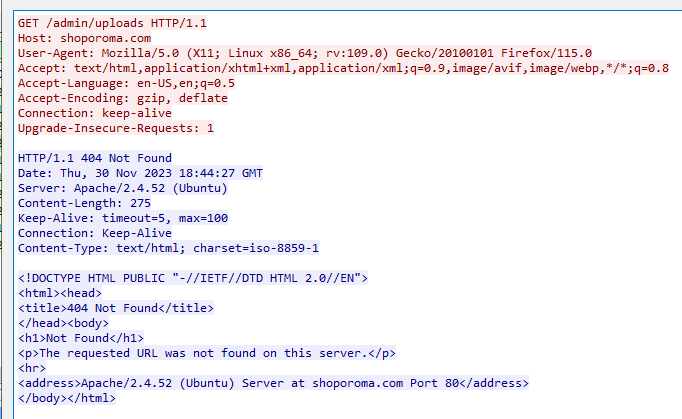 GET /admin/uploads HTTP/1.1
Host: shoporoma.com
User-Agent: Mozilla/5.0 (X11; Linux x86_64; rv:109.0) Gecko/20100101 Firefox/115.0
Accept: text/html,application/xhtml+xml,application/xml;q=0.9,image/avif,image/webp,*/*;q=0.8
Accept-Language: en-US,en;q=0.5
Accept-Encoding: gzip, deflate
Connection: keep-alive
Upgrade-Insecure-Requests: 1

HTTP/1.1 404 Not Found
Date: Thu, 30 Nov 2023 18:44:27 GMT
Server: Apache/2.4.52 (Ubuntu)
Content-Length: 275
Keep-Alive: timeout=5, max=100
Connection: Keep-Alive
Content-Type: text/html; charset=iso-8859-1

<!DOCTYPE HTML PUBLIC "-//IETF//DTD HTML 2.0//EN">
<html><head>
<title>404 Not Found</title>
</head><body>
<h1>Not Found</h1>
<p>The requested URL was not found on this server.</p>
<hr>
<address>Apache/2.4.52 (Ubuntu) Server at shoporoma.com Port 80</address>
</body></html>